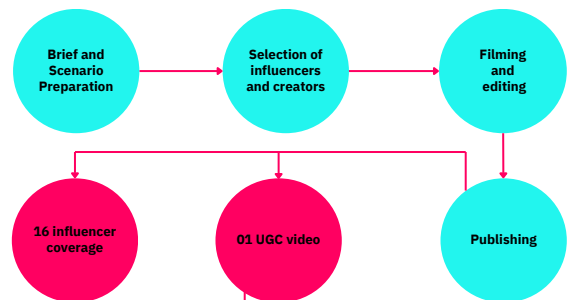 Brief and
Scenario
Preparation
Selection of
influencers
and creators
Filming
and
editing
16 influencer
coverage
01 UGC video
Publishing